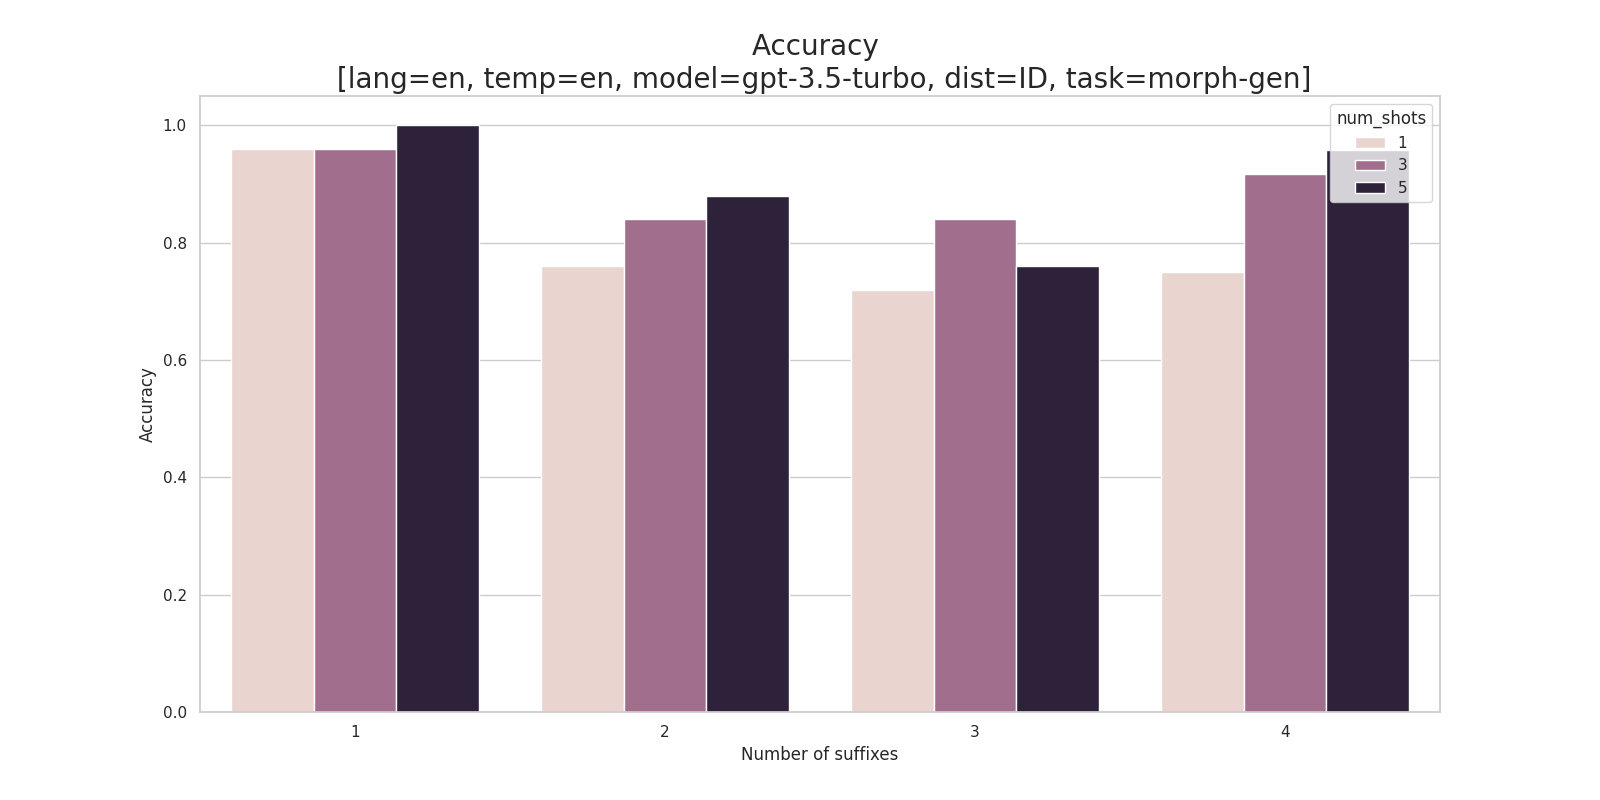 Accuracy
[lang=en, temp=en, model=gpt-3.5-turbo, dist=ID, task=morph-gen]
num_shots
1
3
5
1.0
0.8
0.6
0.4
0.2
0.0
Accuracy
1 2 3 4
Number of suffixes